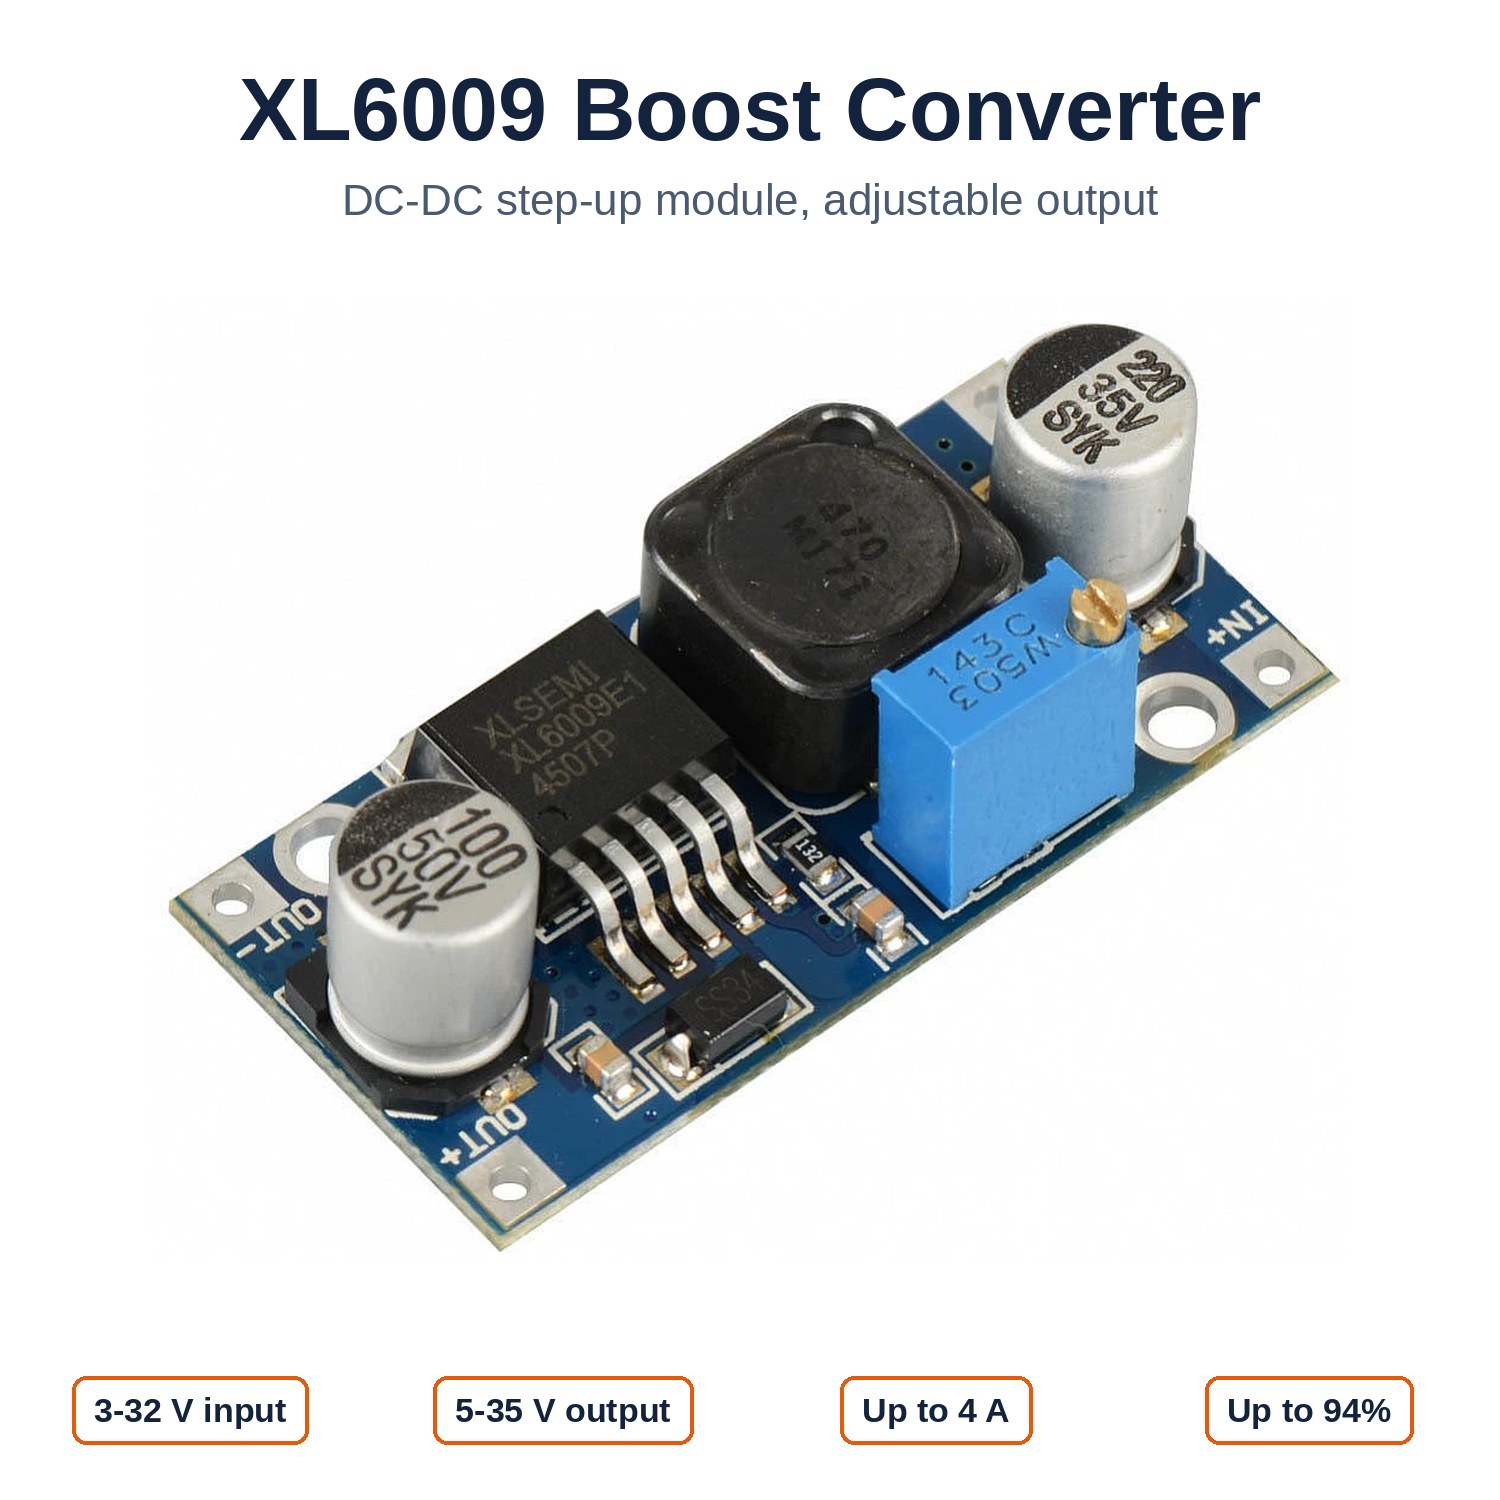 XL6009 Boost Converter
DC-DC step-up module, adjustable output
220
35V
SYK
470
MT71
IN+
143C
W503
XLSEMI
XL6009E1
4507P
132
100
50V
SYK
OUT-
SS34
OUT+
3-32 V input
5-35 V output
Up to 4 A
Up to 94%